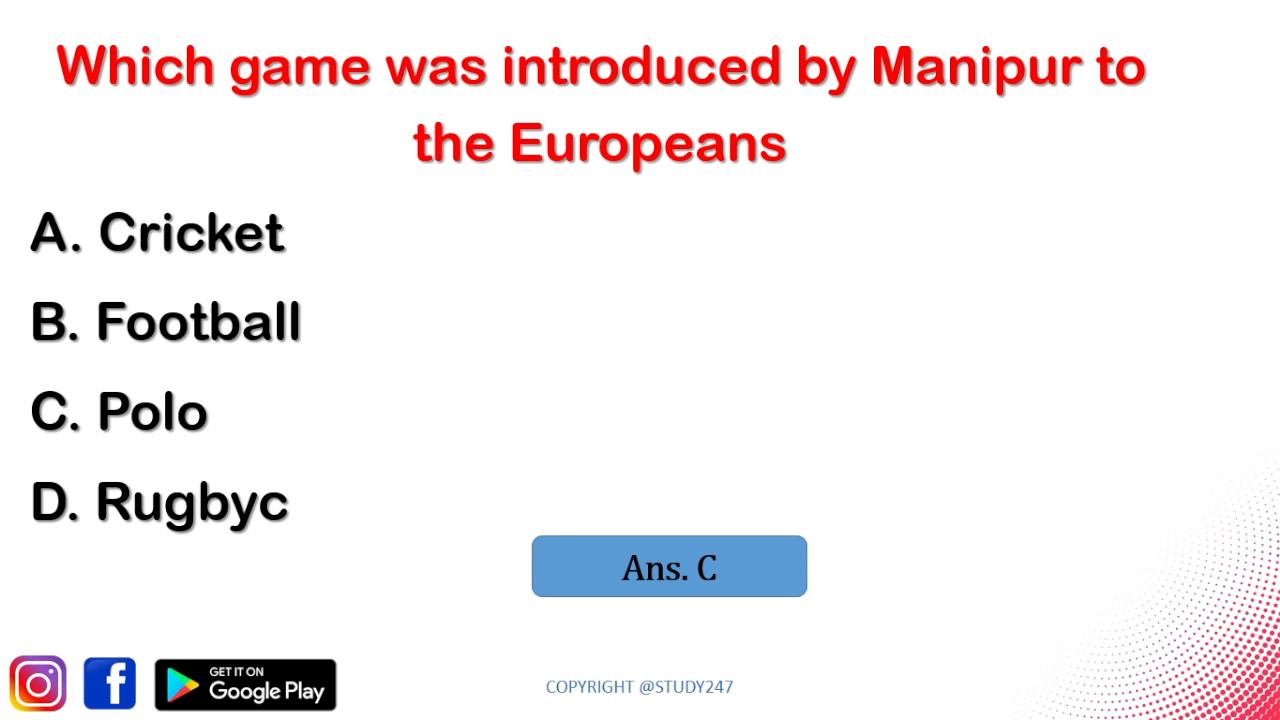 Which game was introduced by Manipur to
the Europeans
A. Cricket
B. Football
C. Polo
D. Rugbyc
Ans. C
GET IT ON
Google Play
COPYRIGHT @STUDY247